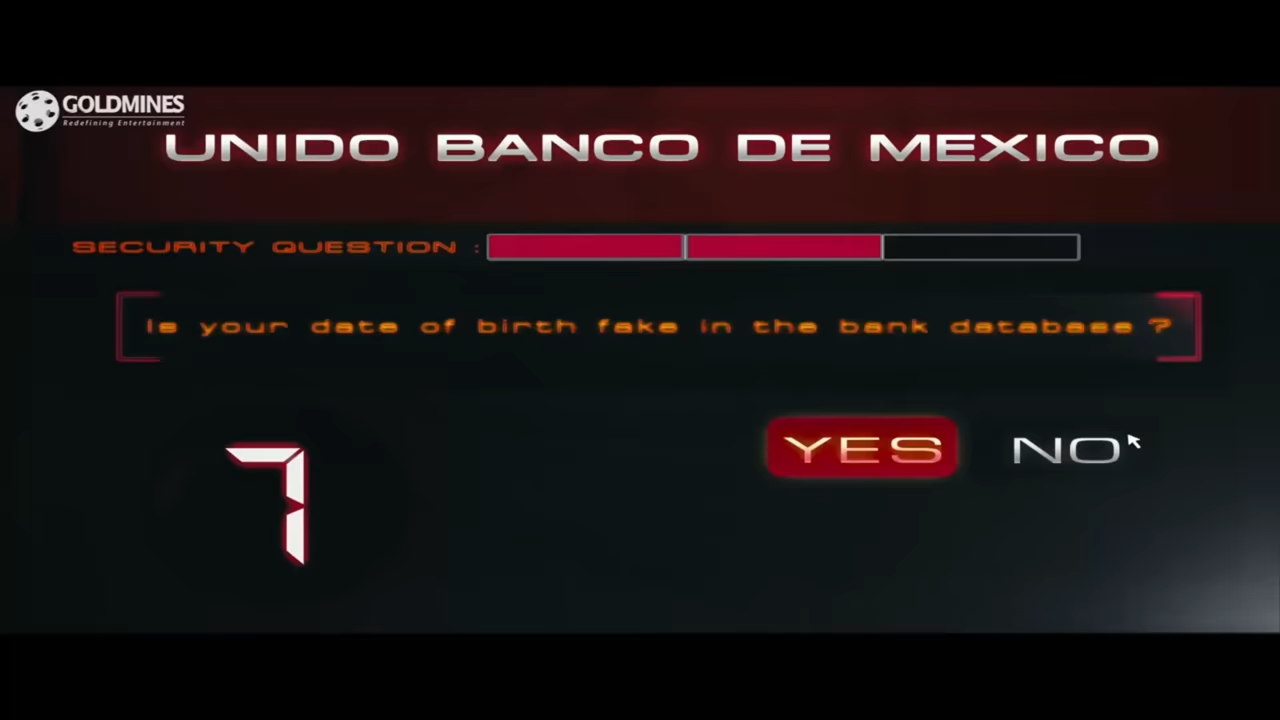 GOLDMINES
Redefining Entertainment
UNIDO BANCO DE MEXICO
SECURITY QUESTION :
Is your date of birth fake in the bank database ?
YES NO
7